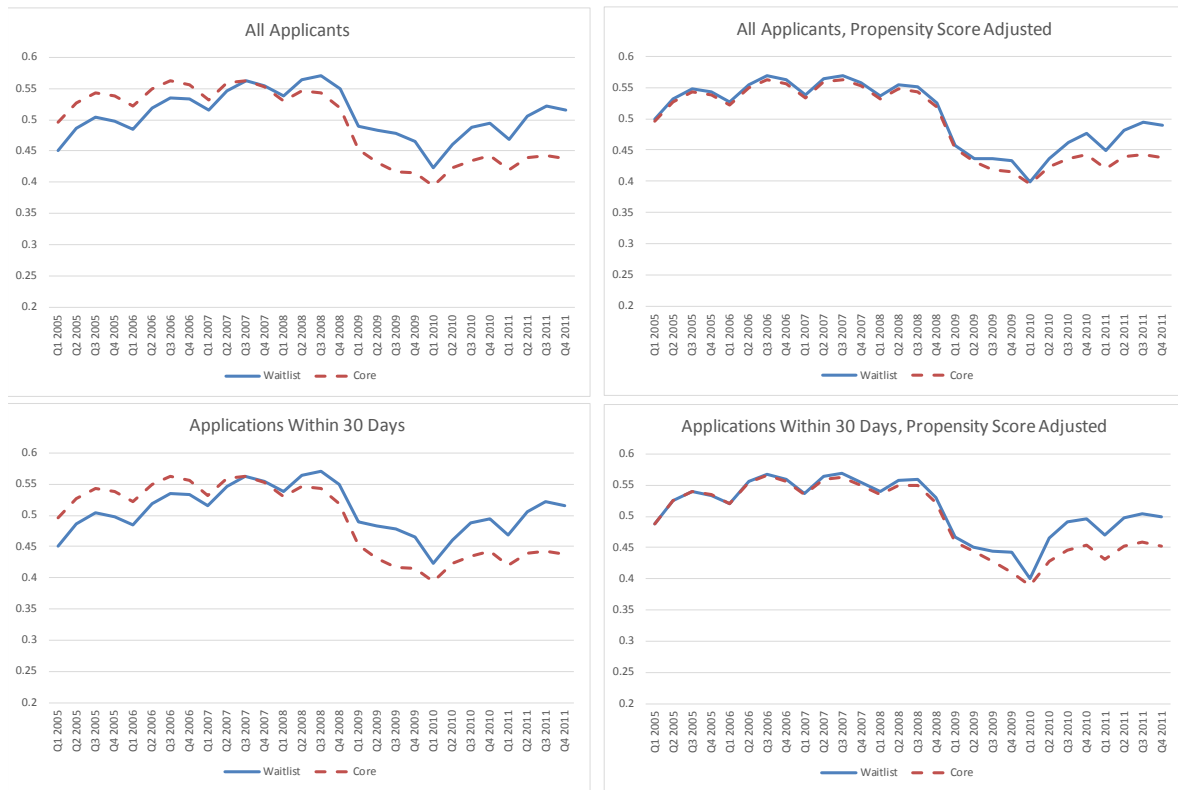 All Applicants
0.6
0.55
0.5
0.45
0.4
0.35
0.3
0.25
0.2
Q1 2005
Q2 2005
Q3 2005
Q4 2005
Q1 2006
Q2 2006
Q3 2006
Q4 2006
Q1 2007
Q2 2007
Q3 2007
Q4 2007
Q1 2008
Q2 2008
Q3 2008
Q4 2008
Q1 2009
Q2 2009
Q3 2009
Q4 2009
Q1 2010
Q2 2010
Q3 2010
Q4 2010
Q1 2011
Q2 2011
Q3 2011
Q4 2011
Waitlist Core
All Applicants, Propensity Score Adjusted
0.6
0.55
0.5
0.45
0.4
0.35
0.3
0.25
0.2
Q1 2005
Q2 2005
Q3 2005
Q4 2005
Q1 2006
Q2 2006
Q3 2006
Q4 2006
Q1 2007
Q2 2007
Q3 2007
Q4 2007
Q1 2008
Q2 2008
Q3 2008
Q4 2008
Q1 2009
Q2 2009
Q3 2009
Q4 2009
Q1 2010
Q2 2010
Q3 2010
Q4 2010
Q1 2011
Q2 2011
Q3 2011
Q4 2011
Waitlist Core
Applications Within 30 Days
0.6
0.55
0.5
0.45
0.4
0.35
0.3
0.25
0.2
Q1 2005
Q2 2005
Q3 2005
Q4 2005
Q1 2006
Q2 2006
Q3 2006
Q4 2006
Q1 2007
Q2 2007
Q3 2007
Q4 2007
Q1 2008
Q2 2008
Q3 2008
Q4 2008
Q1 2009
Q2 2009
Q3 2009
Q4 2009
Q1 2010
Q2 2010
Q3 2010
Q4 2010
Q1 2011
Q2 2011
Q3 2011
Q4 2011
Waitlist Core
Applications Within 30 Days, Propensity Score Adjusted
0.6
0.55
0.5
0.45
0.4
0.35
0.3
0.25
0.2
Q1 2005
Q2 2005
Q3 2005
Q4 2005
Q1 2006
Q2 2006
Q3 2006
Q4 2006
Q1 2007
Q2 2007
Q3 2007
Q4 2007
Q1 2008
Q2 2008
Q3 2008
Q4 2008
Q1 2009
Q2 2009
Q3 2009
Q4 2009
Q1 2010
Q2 2010
Q3 2010
Q4 2010
Q1 2011
Q2 2011
Q3 2011
Q4 2011
Waitlist Core